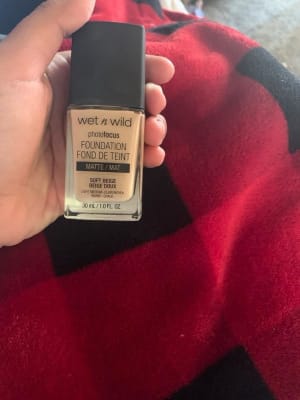 wet n wild
photofocus
FOUNDATION
FOND DE TEINT
MATTE / MAT
SOFT BEIGE
BEIGE DOUX
30 mL / 1.0 FL. OZ.